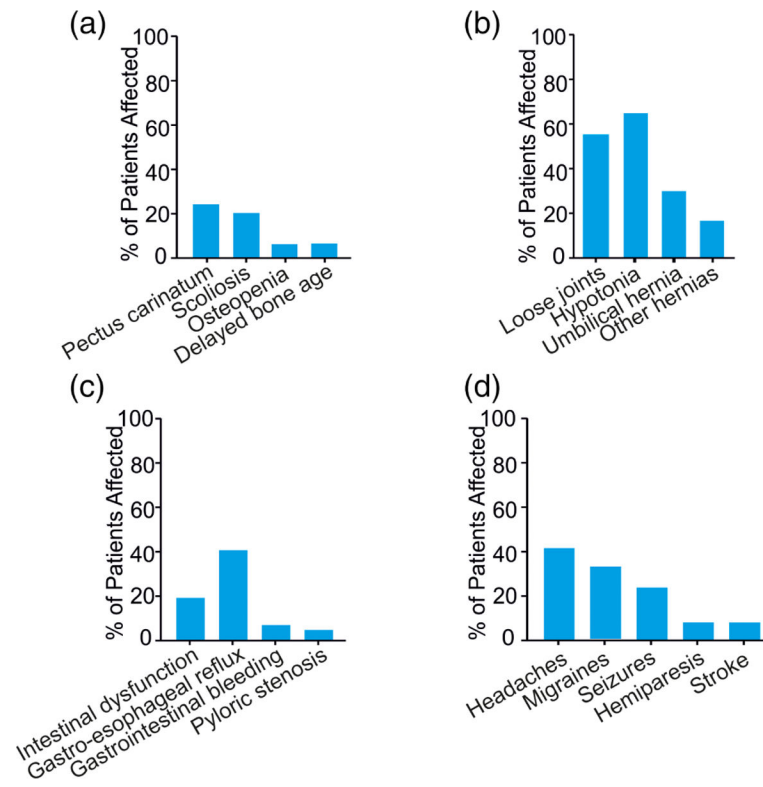 (a)
% of Patients Affected
100
80
60
40
20
0
Pectus carinatum
Scoliosis
Osteopenia
Delayed bone age
(b)
% of Patients Affected
100
80
60
40
20
0
Loose joints
Hypotonia
Umbilical hernia
Other hernias
(c)
% of Patients Affected
100
80
60
40
20
0
Intestinal dysfunction
Gastro-esophageal reflux
Gastrointestinal bleeding
Pyloric stenosis
(d)
% of Patients Affected
100
80
60
40
20
0
Headaches
Migraines
Seizures
Hemiparesis
Stroke